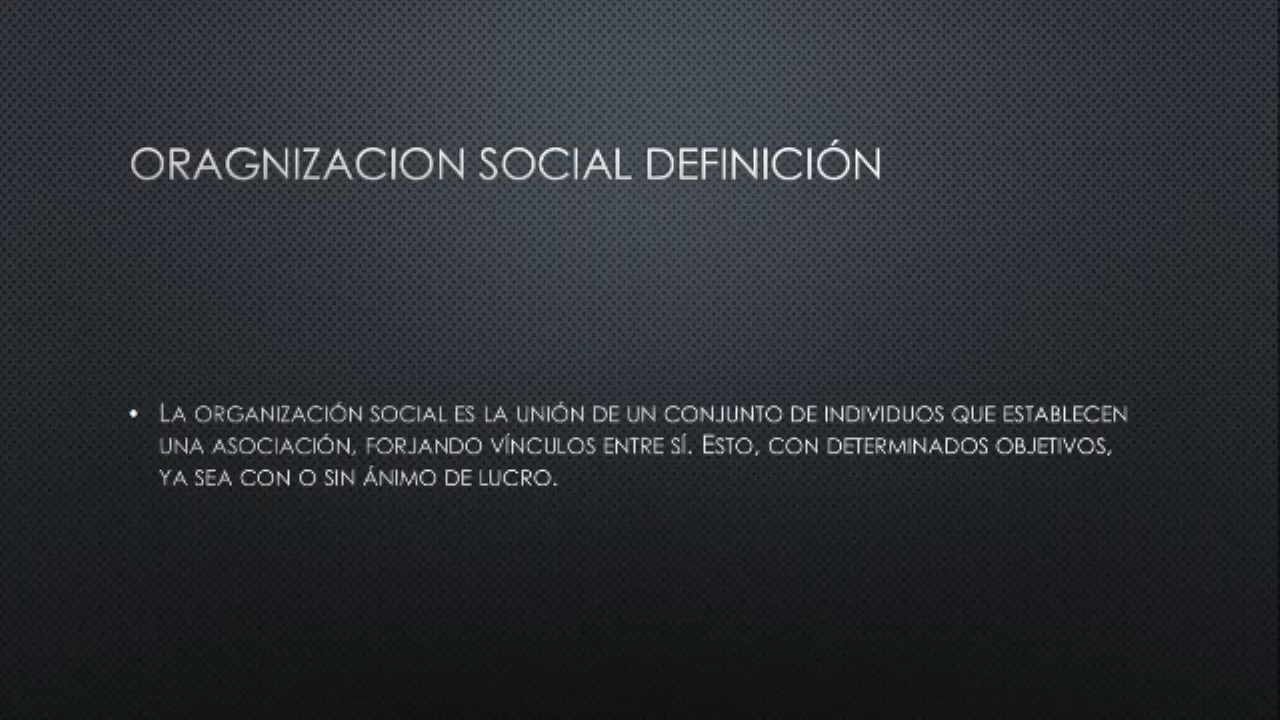 ORAGNIZACION SOCIAL DEFINICIÓN
• LA ORGANIZACIÓN SOCIAL ES LA UNIÓN DE UN CONJUNTO DE INDIVIDUOS QUE ESTABLECEN
UNA ASOCIACIÓN, FORJANDO VÍNCULOS ENTRE SÍ. ESTO, CON DETERMINADOS OBJETIVOS,
YA SEA CON O SIN ÁNIMO DE LUCRO.